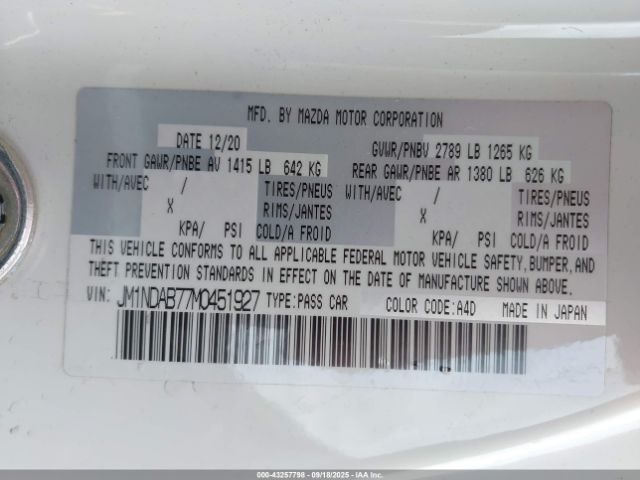 MFD. BY MAZDA MOTOR CORPORATION
DATE 12/20 GVWR/PNBV 2789 LB 1265 KG
FRONT GAWR/PNBE AV 1415 LB 642 KG REAR GAWR/PNBE AR 1380 LB 626 KG
WITH/AVEC / TIRES/PNEUS WITH/AVEC / TIRES/PNEUS
X RIMS/JANTES X RIMS/JANTES
KPA/ PSI COLD/A FROID KPA/ PSI COLD/A FROID
THIS VEHICLE CONFORMS TO ALL APPLICABLE FEDERAL MOTOR VEHICLE SAFETY, BUMPER, AND
THEFT PREVENTION STANDARDS IN EFFECT ON THE DATE OF MANUFACTURE SHOWN ABOVE.
VIN: JM1NDAB77M0451927 TYPE: PASS CAR COLOR CODE: A4D MADE IN JAPAN
000-43257798 - 09/18/2025 - IAAI.COM